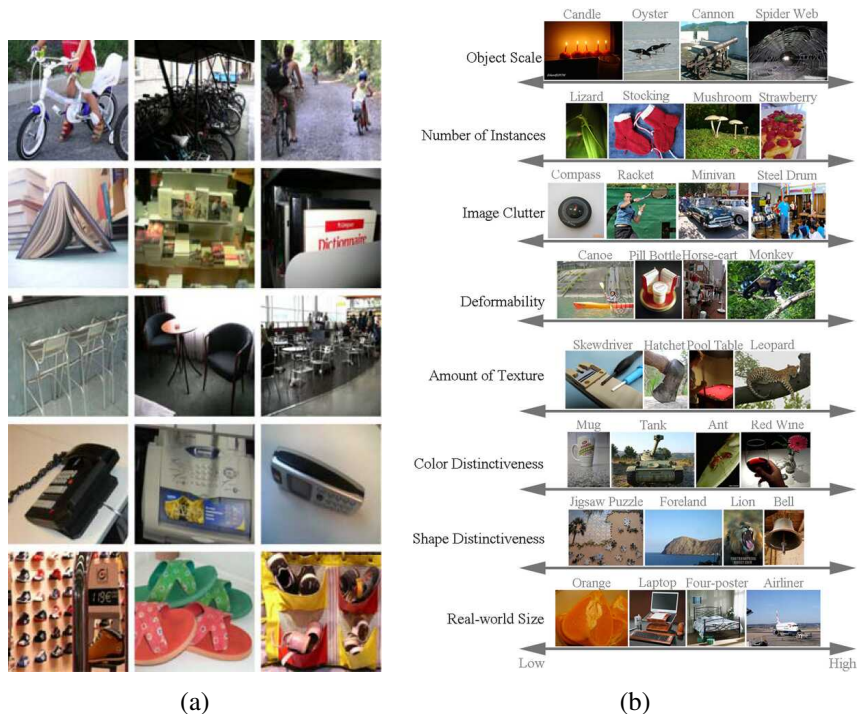 Candle Oyster Cannon Spider Web
Object Scale
Lizard Stocking Mushroom Strawberry
Number of Instances
Compass Racket Minivan Steel Drum
Image Clutter
Canoe Pill Bottle Horse-cart Monkey
Deformability
Skewdriver Hatchet Pool Table Leopard
Amount of Texture
Mug Tank Ant Red Wine
Color Distinctiveness
Jigsaw Puzzle Foreland Lion Bell
Shape Distinctiveness
Orange Laptop Four-poster Airliner
Real-world Size
Low High
Dictionnaire
(a) (b)